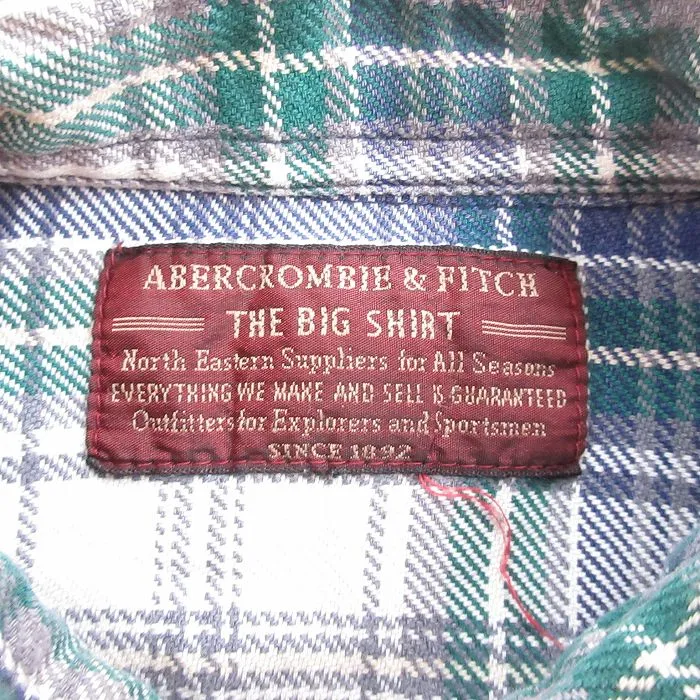 ABERCROMBIE & FITCH
THE BIG SHIRT
North Eastern Suppliers for All Seasons
EVERYTHING WE MAKE AND SELL IS GUARANTEED
Outfitters for Explorers and Sportsmen
SINCE 1892